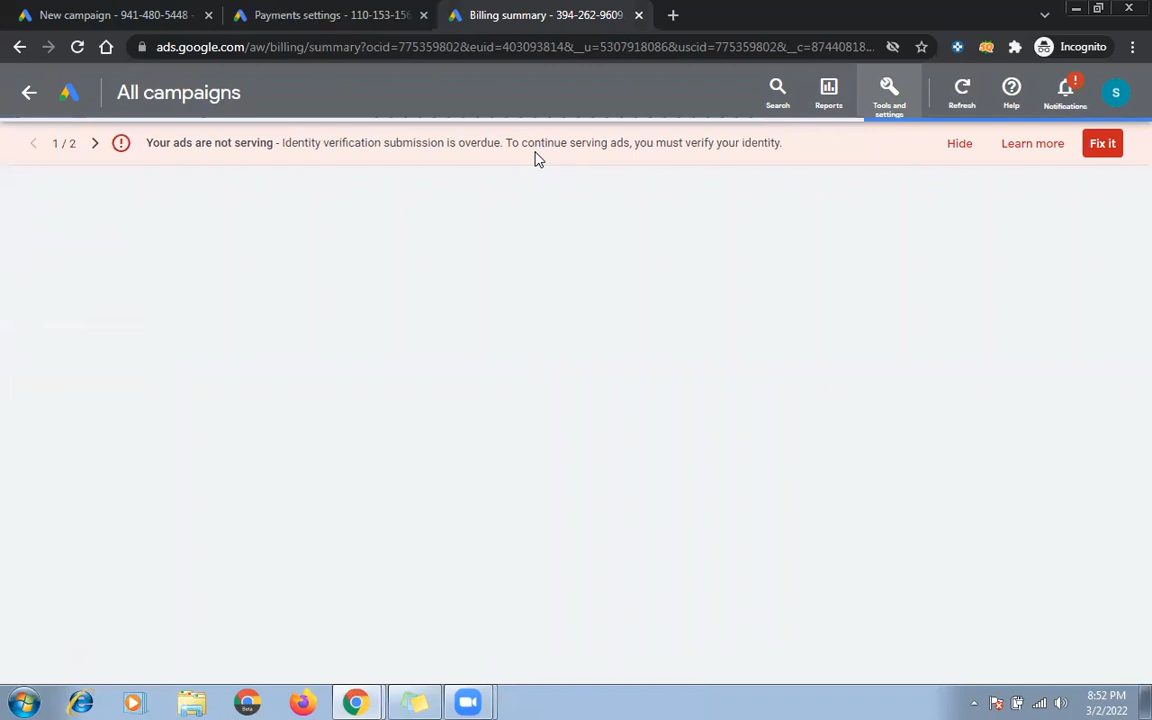 New campaign - 941-480-5448 -
Payments settings - 110-153-156
Billing summary - 394-262-9609
ads.google.com/aw/billing/summary?ocid=775359802&euid=403093814&__u=5307918086&uscid=775359802&__c=87440818...
Incognito
All campaigns
Search
Reports
Tools and
settings
Refresh
Help
Notifications
S
1 / 2
Your ads are not serving - Identity verification submission is overdue. To continue serving ads, you must verify your identity.
Hide
Learn more
Fix it
Beta
8:52 PM
3/2/2022